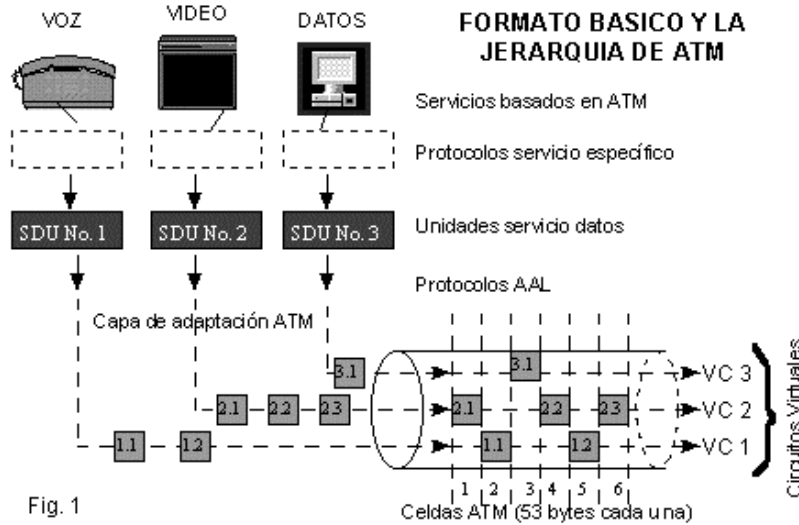 VOZ
VIDEO
DATOS
FORMATO BASICO Y LA
JERARQUIA DE ATM
Servicios basados en ATM
Protocolos servicio específico
SDU No. 1
SDU No. 2
SDU No. 3
Unidades servicio datos
Protocolos AAL
Capa de adaptación ATM
3.1
3.1
VC 3
2.1
2.2
2.3
2.1
2.2
2.3
VC 2
1.1
1.2
1.1
1.2
VC 1
Circuitos Virtuales
1 2 3 4 5 6
Celdas ATM (53 bytes cada una)
Fig. 1